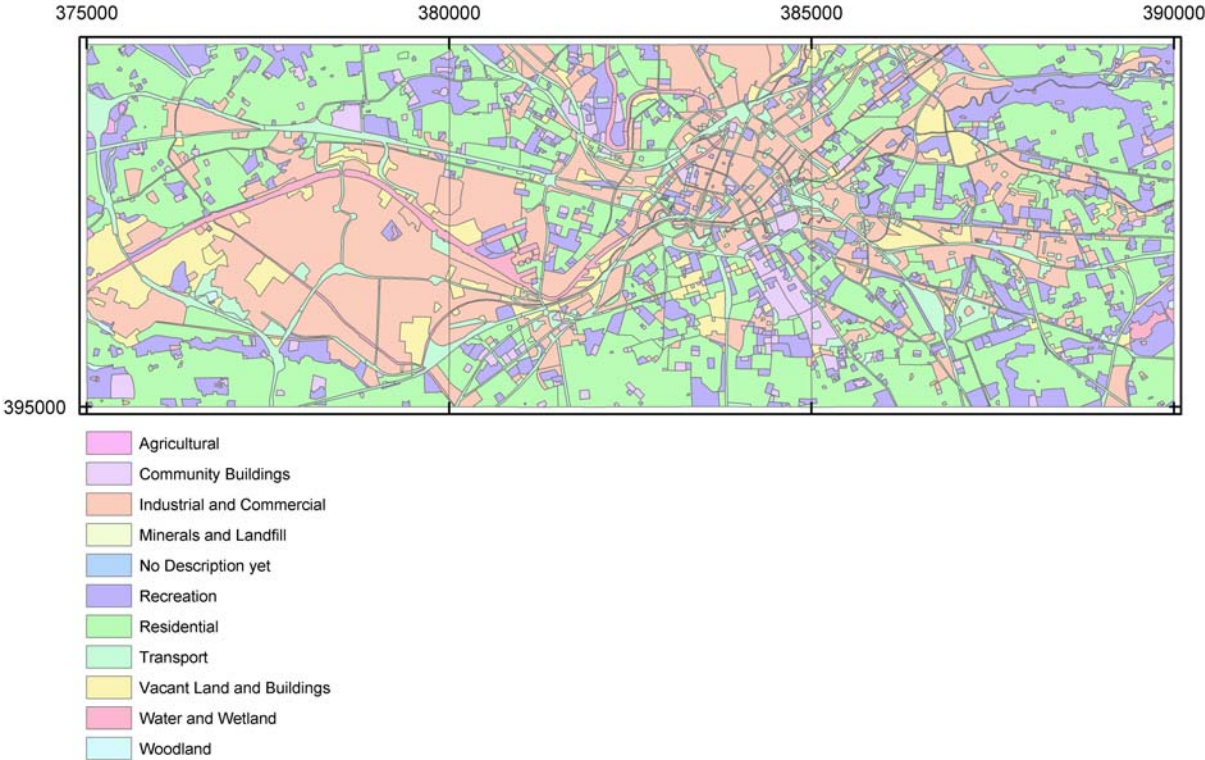 375000 380000 385000 390000
395000
Agricultural
Community Buildings
Industrial and Commercial
Minerals and Landfill
No Description yet
Recreation
Residential
Transport
Vacant Land and Buildings
Water and Wetland
Woodland